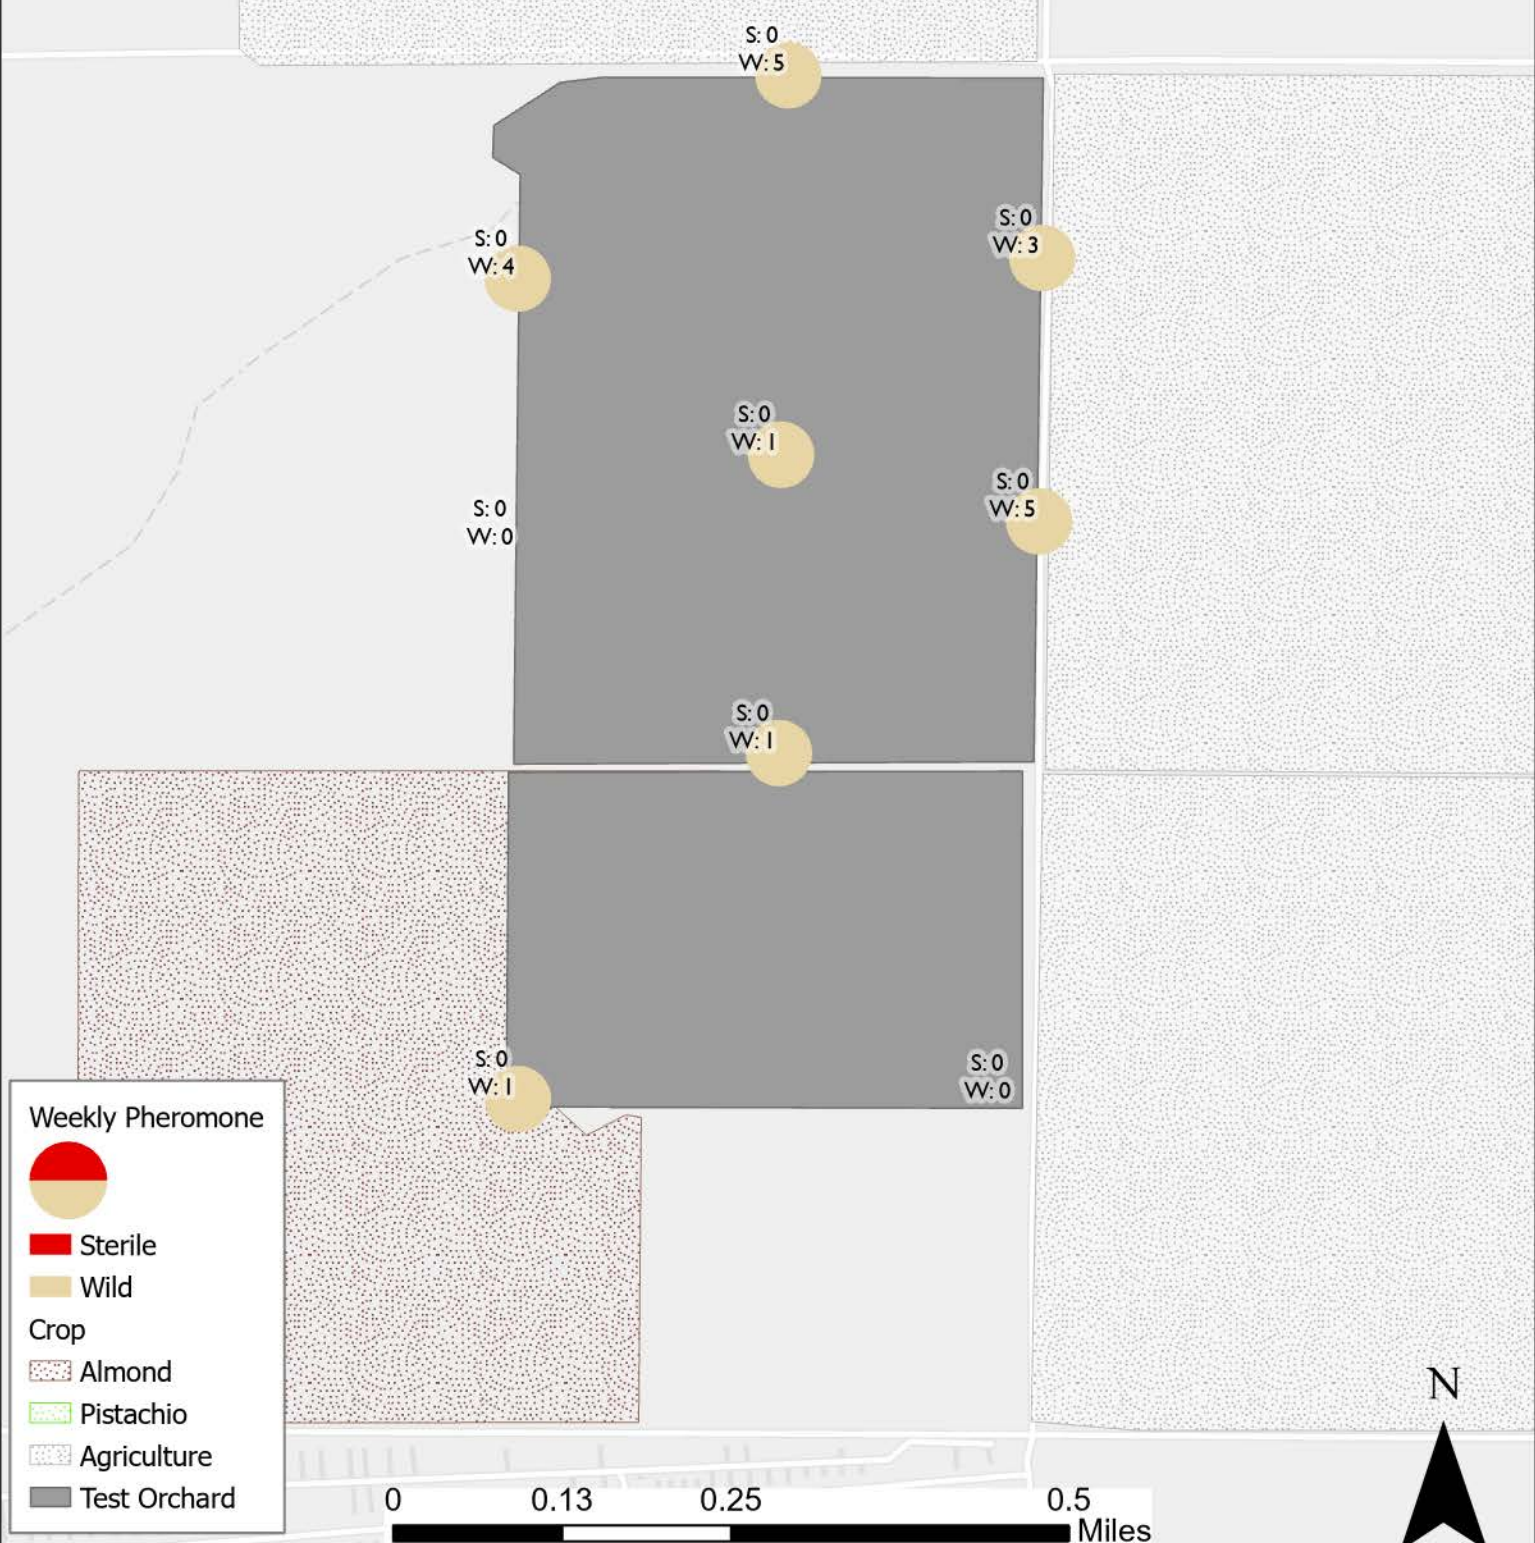 S: 0
W: 5
S: 0
W: 3
S: 0
W: 4
S: 0
W: 1
S: 0
W: 5
S: 0
W: 0
S: 0
W: 1
S: 0
W: 1
S: 0
W: 0
Weekly Pheromone
Sterile
Wild
Crop
Almond
Pistachio
Agriculture
Test Orchard
N
0 0.13 0.25 0.5
Miles